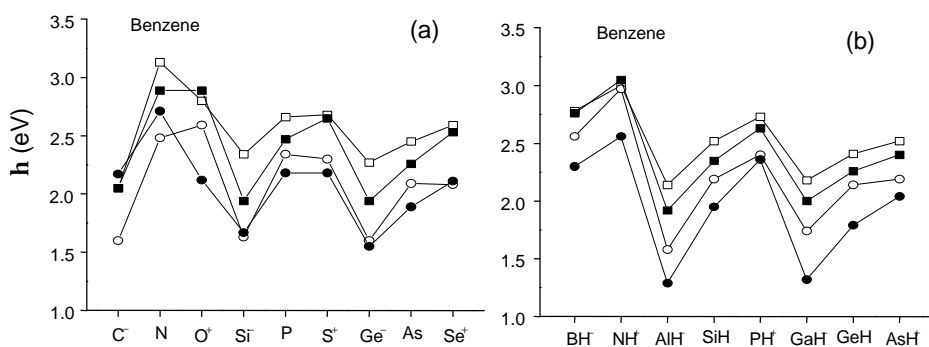 Benzene
(a)
3.5
3.0
2.5
2.0
1.5
1.0
h (eV)
C⁻ N O⁺ Si⁻ P S⁺ Ge⁻ As Se⁺
Benzene
(b)
3.5
3.0
2.5
2.0
1.5
1.0
BH⁻ NH⁺ AlH⁻ SiH PH⁺ GaH⁻ GeH AsH⁺